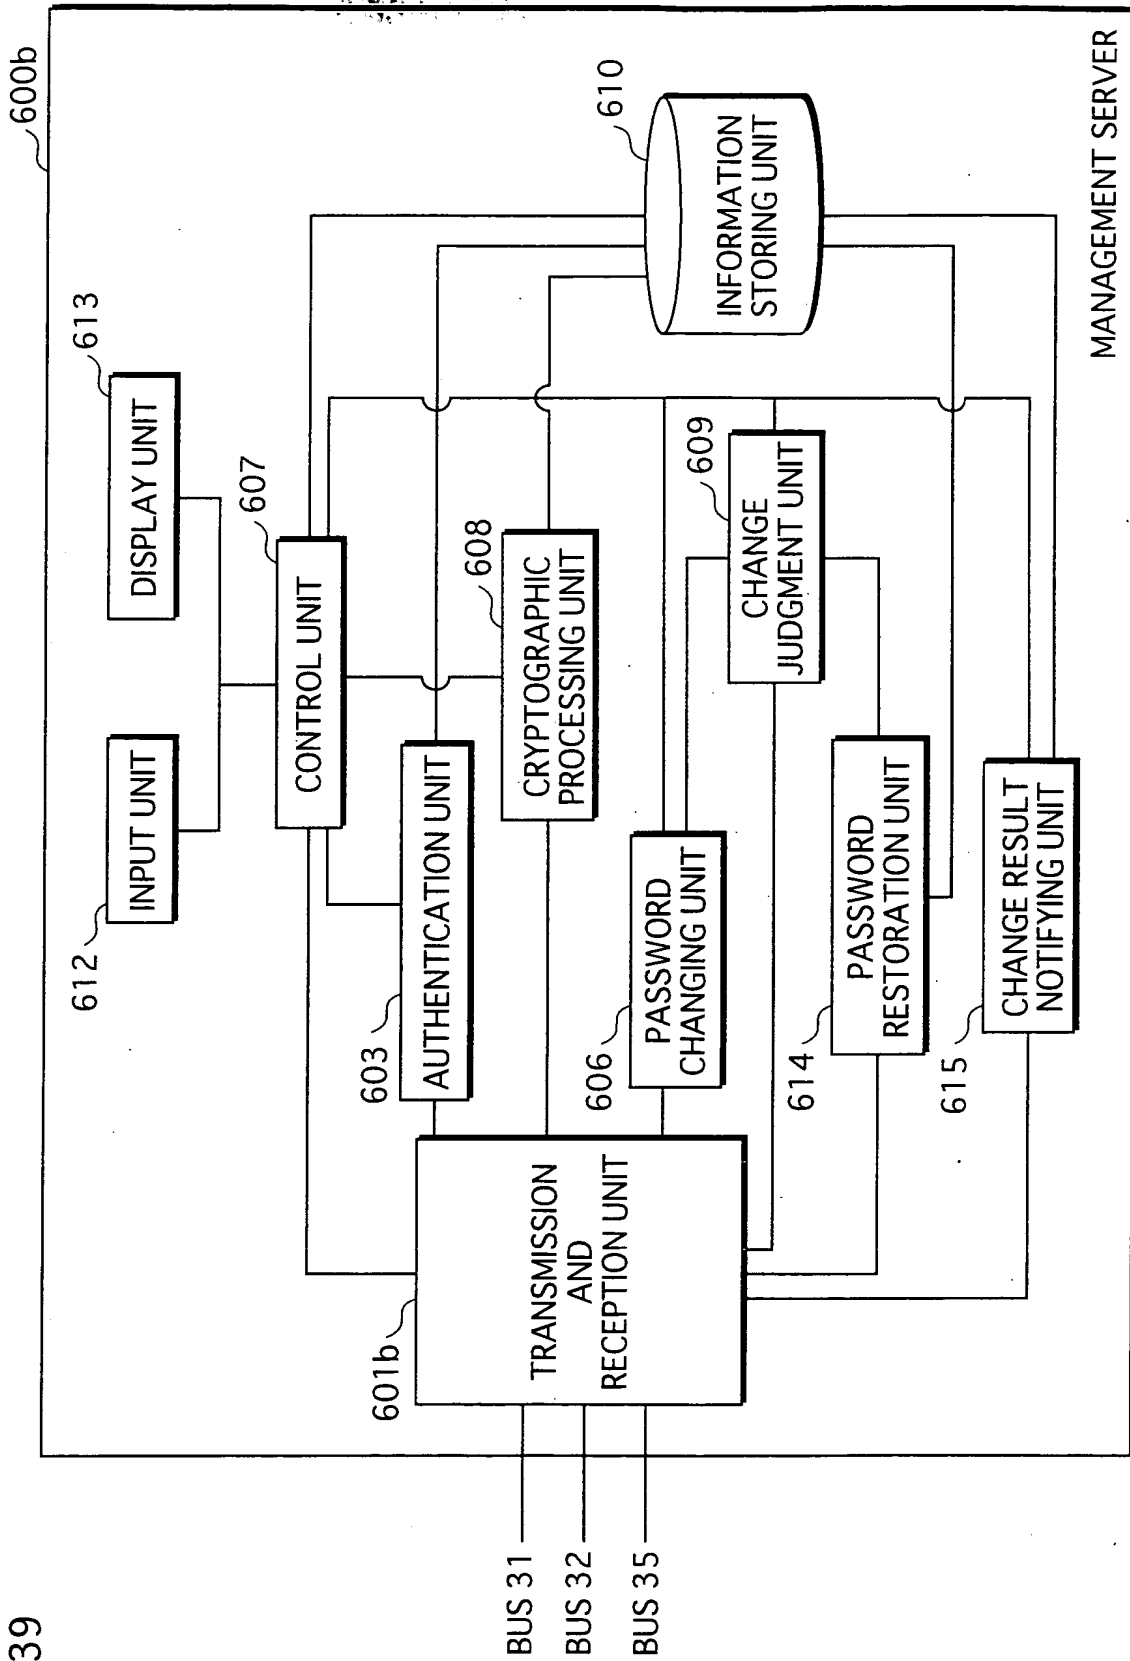 39
600b
612
INPUT UNIT
613
DISPLAY UNIT
607
CONTROL UNIT
603
AUTHENTICATION UNIT
608
CRYPTOGRAPHIC
PROCESSING UNIT
610
INFORMATION
STORING UNIT
601b
TRANSMISSION
AND
RECEPTION UNIT
BUS 31
BUS 32
BUS 35
606
PASSWORD
CHANGING UNIT
609
CHANGE
JUDGMENT UNIT
614
PASSWORD
RESTORATION UNIT
615
CHANGE RESULT
NOTIFYING UNIT
MANAGEMENT SERVER